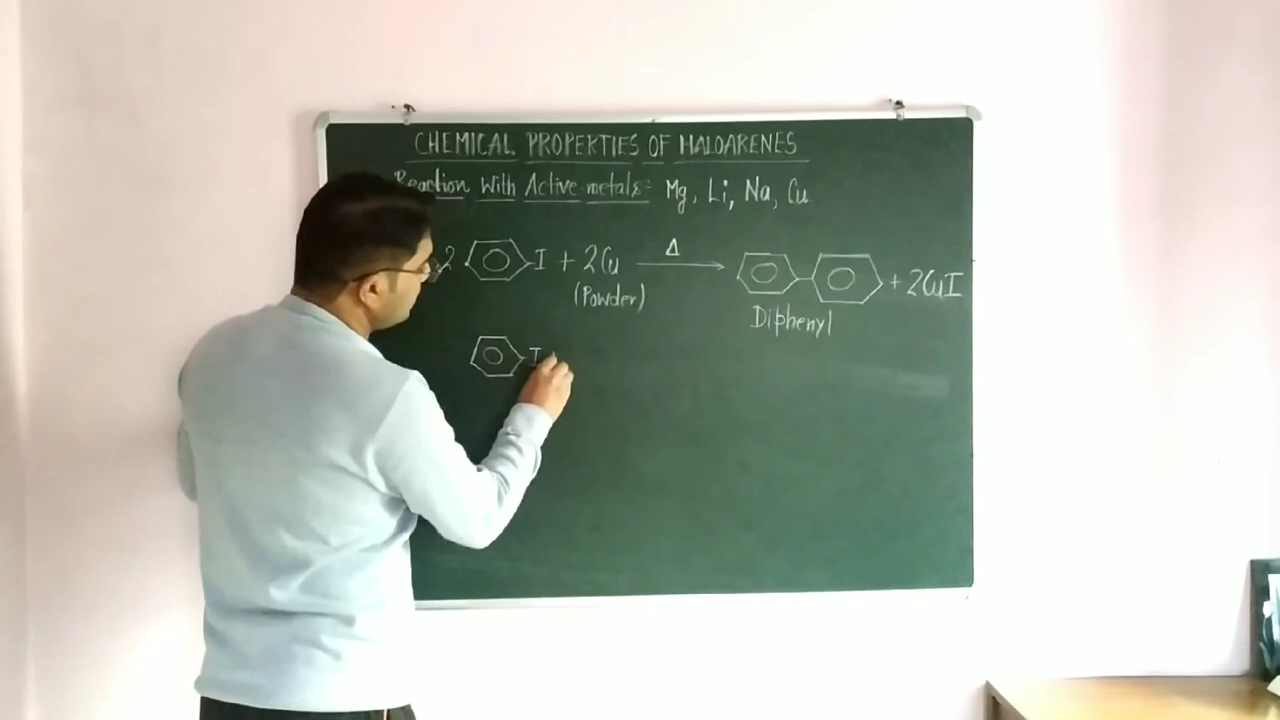 CHEMICAL PROPERTIES OF HALOARENES
Reaction With Active metals:- Mg, Li, Na, Cu
2 I + 2Cu Δ + 2CuI
(Powder)
Diphenyl
I